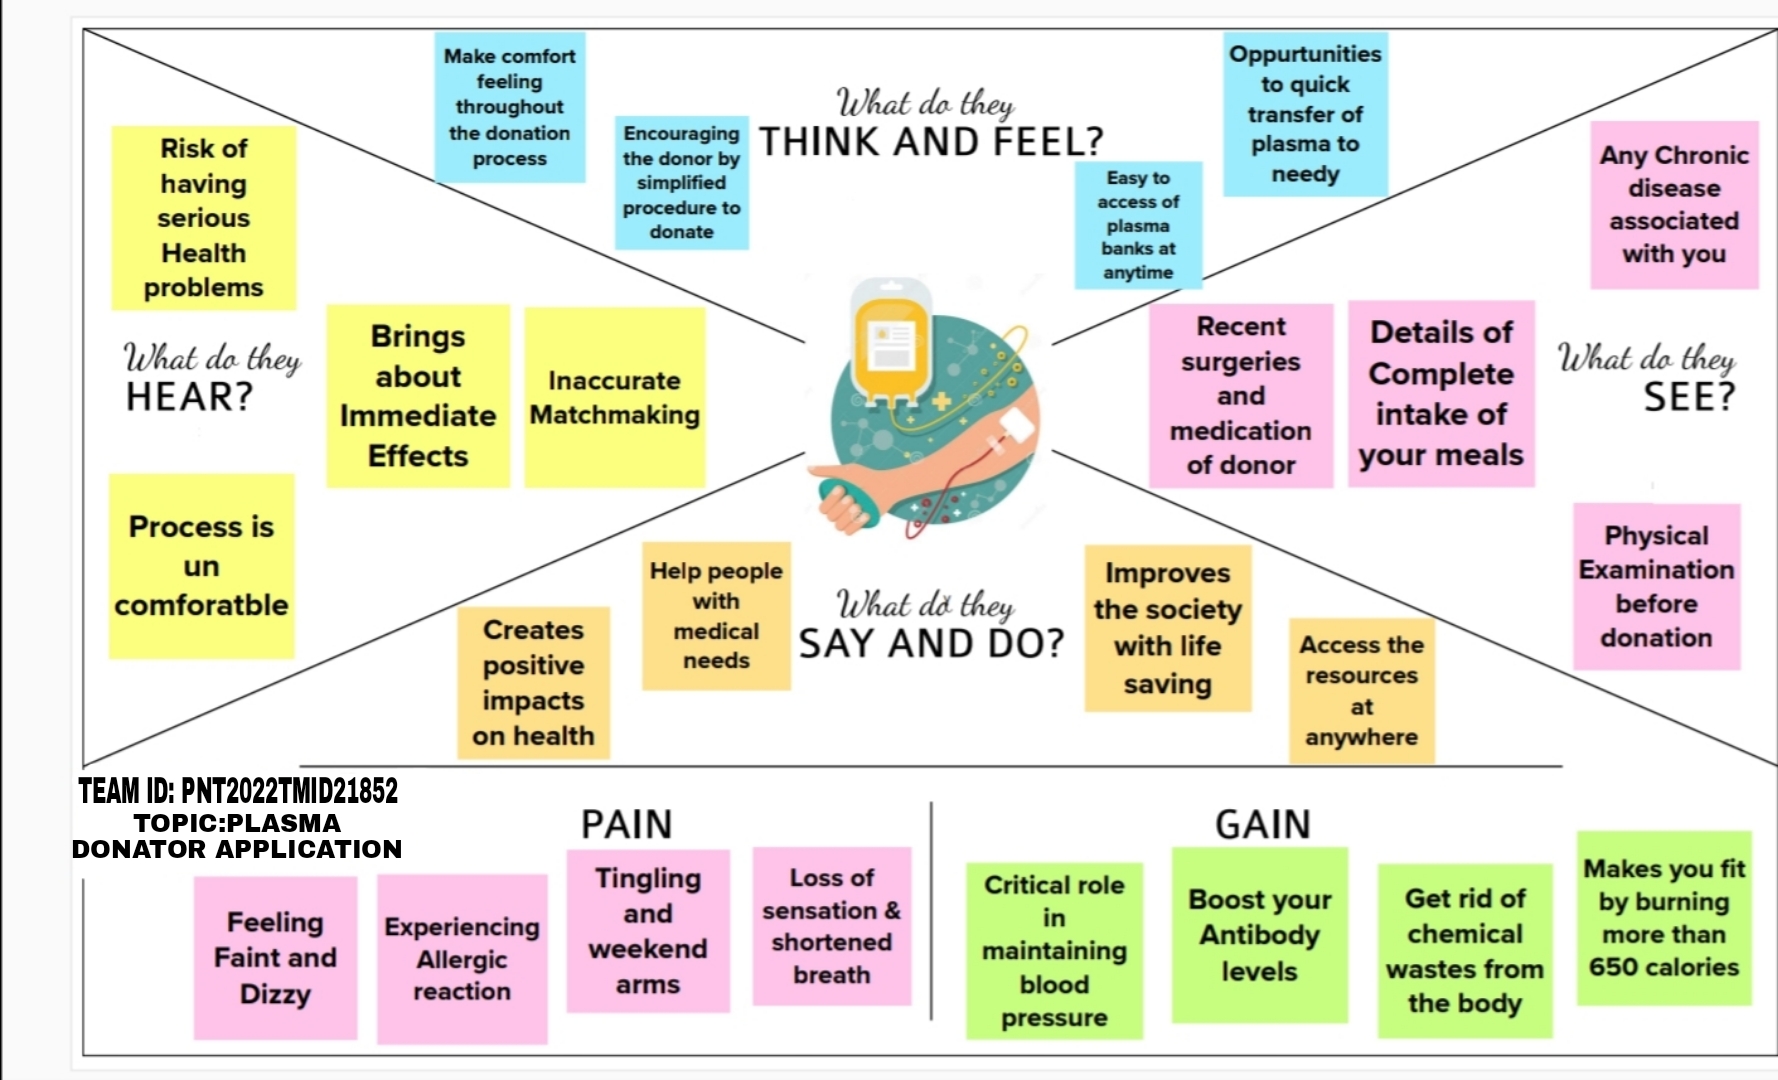 Make comfort
feeling
throughout
the donation
process
Encouraging
the donor by
simplified
procedure to
donate
What do they
THINK AND FEEL?
Easy to
access of
plasma
banks at
anytime
Oppurtunities
to quick
transfer of
plasma to
needy
Risk of
having
serious
Health
problems
What do they
HEAR?
Brings
about
Immediate
Effects
Inaccurate
Matchmaking
Process is
un
comforatble
Any Chronic
disease
associated
with you
Recent
surgeries
and
medication
of donor
Details of
Complete
intake of
your meals
What do they
SEE?
Physical
Examination
before
donation
Creates
positive
impacts
on health
Help people
with
medical
needs
What do they
SAY AND DO?
Improves
the society
with life
saving
Access the
resources
at
anywhere
TEAM ID: PNT2022TMID21852
TOPIC:PLASMA
DONATOR APPLICATION
PAIN
Feeling
Faint and
Dizzy
Experiencing
Allergic
reaction
Tingling
and
weekend
arms
Loss of
sensation &
shortened
breath
GAIN
Critical role
in
maintaining
blood
pressure
Boost your
Antibody
levels
Get rid of
chemical
wastes from
the body
Makes you fit
by burning
more than
650 calories